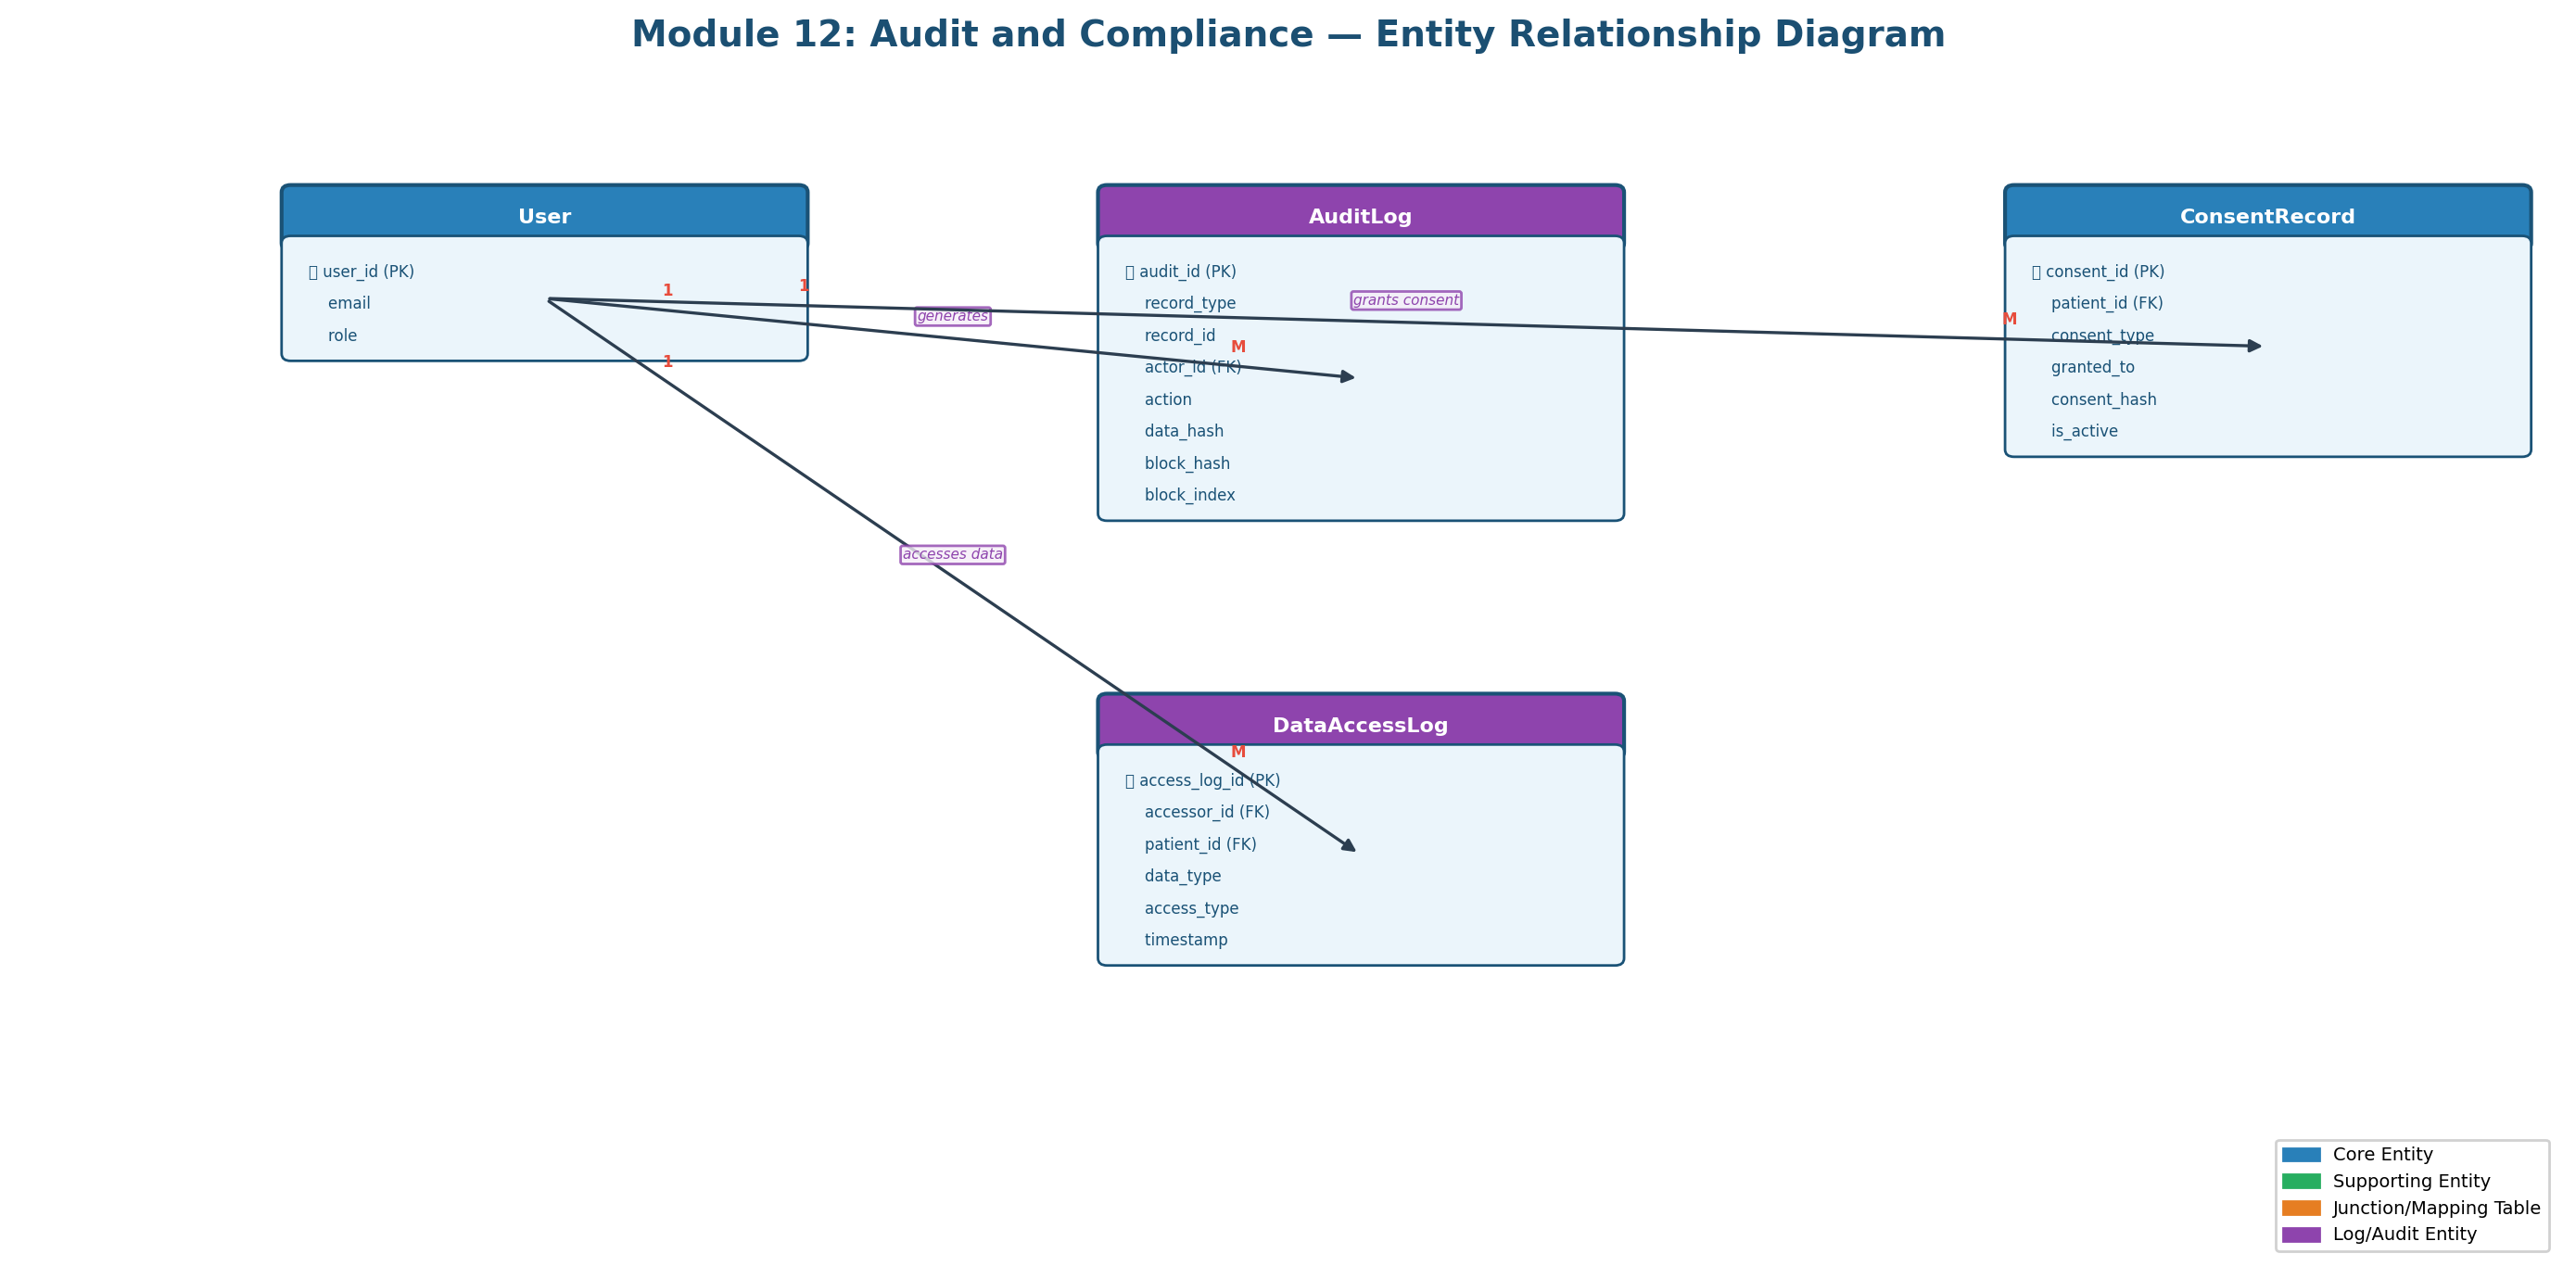 Module 12: Audit and Compliance — Entity Relationship Diagram
User
user_id (PK)
email
role
AuditLog
audit_id (PK)
record_type
record_id
actor_id (FK)
action
data_hash
block_hash
block_index
ConsentRecord
consent_id (PK)
patient_id (FK)
consent_type
granted_to
consent_hash
is_active
1
1
generates
grants consent
M
M
1
accesses data
DataAccessLog
M
access_log_id (PK)
accessor_id (FK)
patient_id (FK)
data_type
access_type
timestamp
Core Entity
Supporting Entity
Junction/Mapping Table
Log/Audit Entity